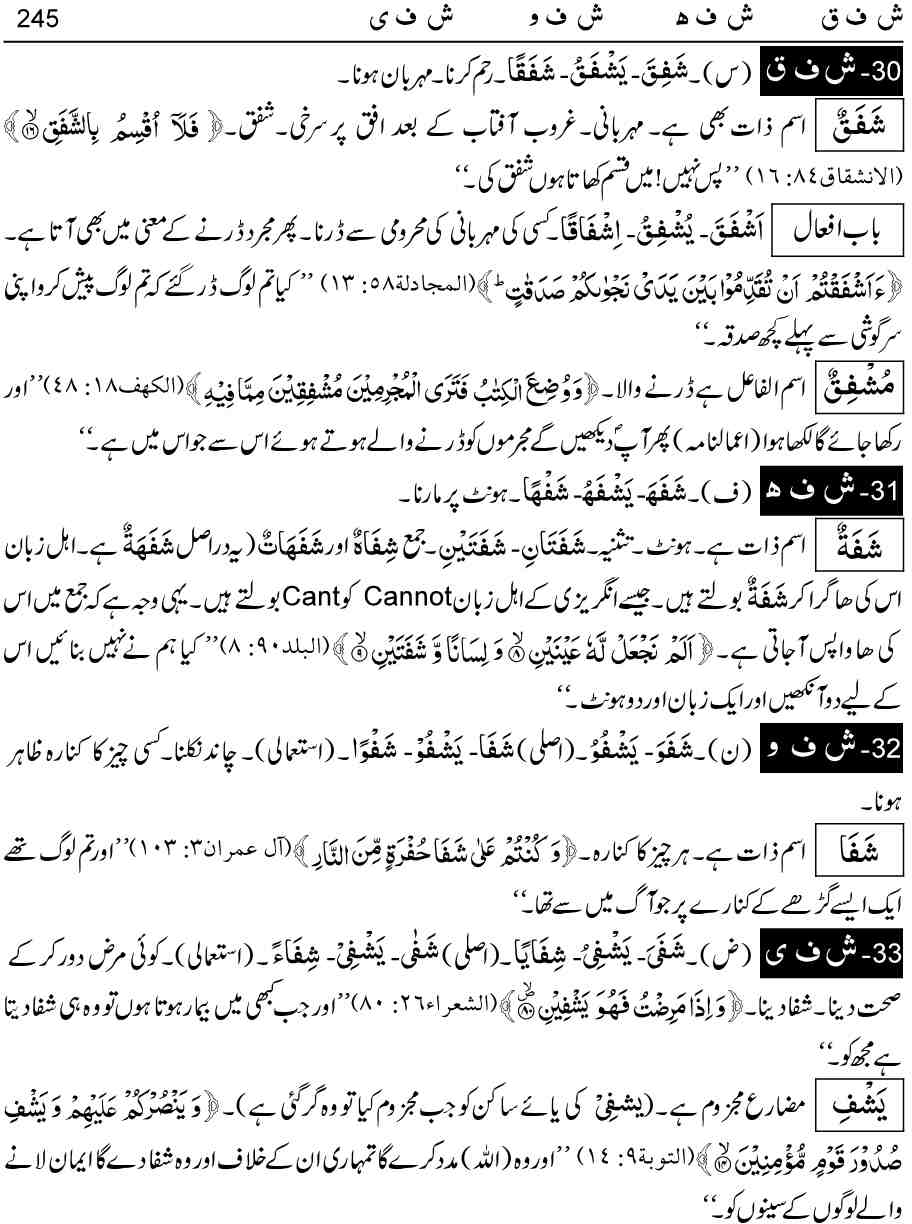 ش ف ق ش ف ھ ش ف و ش ف ی 245
30- ش ف ق (س)۔ شَفِقَ۔ یَشْفَقُ۔ شَفَقًا۔ رحم کرنا۔ مہربان ہونا۔
شَفَقٌ اسم ذات بھی ہے۔ مہربانی۔ غروب آفتاب کے بعد افق پر سرخی۔ شفق۔ ﴿ فَلَآ اُقْسِمُ بِالشَّفَقِ ۙ﴿۱۶﴾ ﴾
(الانشقاق۸۴: ۱۶) ’’پس نہیں! میں قسم کھاتا ہوں شفق کی۔‘‘
باب افعال اَشْفَقَ۔ یُشْفِقُ۔ اِشْفَاقًا۔ کسی کی مہربانی کی محرومی سے ڈرنا۔ پھر مجرد ڈرنے کے معنی میں بھی آتا ہے۔
﴿ ءَاَشْفَقْتُمْ اَنْ تُقَدِّمُوْا بَیْنَ یَدَیْ نَجْوٰىكُمْ صَدَقٰتٍ ؕ ﴾ (المجادلة۵۸: ۱۳) ’’ کیا تم لوگ ڈر گئے کہ تم لوگ پیش کرو اپنی
سرگوشی سے پہلے کچھ صدقہ۔‘‘
مُشْفِقٌ اسم الفاعل ہے ڈرنے والا۔ ﴿ وَ وُضِعَ الْکِتٰبُ فَتَرَی الْمُجْرِمِیْنَ مُشْفِقِیْنَ مِمَّا فِیْهِ ﴾ (الکهف۱۸: ۴۸) ’’اور
رکھا جائے گا لکھا ہوا (اعمالنامہ) پھر آپؐ دیکھیں گے مجرموں کو ڈرنے والے ہوتے ہوئے اس سے جو اس میں ہے۔‘‘
31- ش ف ھ (ف)۔ شَفَهَ۔ یَشْفَهُ۔ شَفْهًا۔ ہونٹ پر مارنا۔
شَفَةٌ اسم ذات ہے۔ ہونٹ۔ تثنیہ۔ شَفَتَانِ۔ شَفَتَیْنِ۔ جمع شِفَاهٌ اور شَفَهَاتٌ (یہ دراصل شَفَهَةٌ ہے۔ اہل زبان
اس کی ھا گرا کر شَفَةٌ بولتے ہیں۔ جیسے انگریزی کے اہل زبان Cannot کو Cant بولتے ہیں۔ یہی وجہ ہے کہ جمع میں اس
کی ھا واپس آجاتی ہے۔ ﴿ اَلَمْ نَجْعَلْ لَّهٗ عَیْنَیْنِ ۙ﴿۸﴾ وَ لِسَانًا وَّ شَفَتَیْنِ ۙ﴿۹﴾ ﴾ (البلد۹۰: ۸) ’’ کیا ہم نے نہیں بنائیں اس
کے لیے دو آنکھیں اور ایک زبان اور دو ہونٹ۔‘‘
32- ش ف و (ن)۔ شَفَوَ۔ یَشْفُوُ۔ (اصلی) شَفَا۔ یَشْفُوْ۔ شَفْوًا۔ (استعمالی)۔ چاند نکلنا۔ کسی چیز کا کنارہ ظاہر
ہونا۔
شَفَا اسم ذات ہے۔ ہر چیز کا کنارہ۔ ﴿ وَ کُنْتُمْ عَلٰی شَفَا حُفْرَةٍ مِّنَ النَّارِ ﴾ (آل عمران۳: ۱۰۳) ’’اور تم لوگ تھے
ایک ایسے گڑھے کے کنارے پر جو آگ میں سے تھا۔‘‘
33- ش ف ی (ض)۔ شَفَیَ۔ یَشْفِیُ۔ شِفَایًا۔ (اصلی) شَفٰی۔ یَشْفِیْ۔ شِفَاءً۔ (استعمالی)۔ کوئی مرض دور کر کے
صحت دینا۔ شفا دینا۔ ﴿ وَ اِذَا مَرِضْتُ فَهُوَ یَشْفِیْنِ ﴿۸۰﴾ ﴾ (الشعراء۲۶: ۸۰) ’’اور جب کبھی میں بیمار ہوتا ہوں تو وہ ہی شفا دیتا
ہے مجھ کو۔‘‘
یَشْفِ مضارع مجزوم ہے۔ (یشفِیْ کی یائے ساکن کو جب مجزوم کیا تو وہ گر گئی ہے)۔ ﴿ وَ یَنْصُرْکُمْ عَلَیْهِمْ وَ یَشْفِ
صُدُوْرَ قَوْمٍ مُّؤْمِنِیْنَ ۙ﴿۱۴﴾ ﴾ (التوبة۹: ۱۴) ’’ اور وہ (اللہ) مدد کرے گا تمہاری ان کے خلاف اور وہ شفا دے گا ایمان لانے
والے لوگوں کے سینوں کو۔‘‘